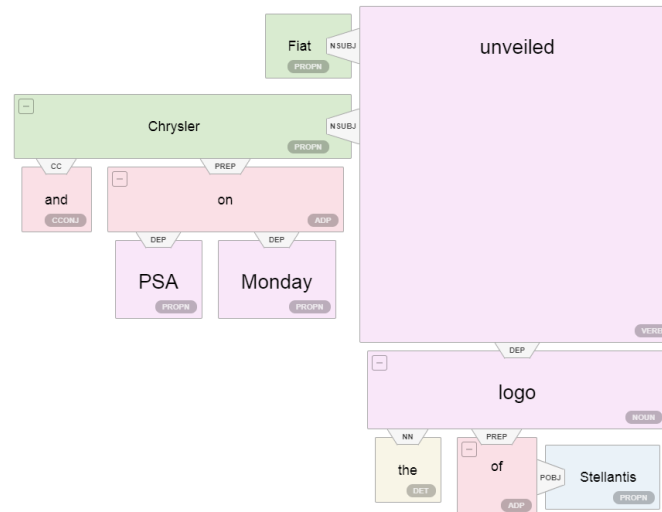 Fiat
NSUBJ
PROPN
unveiled
Chrysler
NSUBJ
PROPN
CC
PREP
and
CCONJ
on
ADP
DEP
DEP
PSA
PROPN
Monday
PROPN
VERB
DEP
logo
NOUN
NN
PREP
the
DET
of
ADP
POBJ
Stellantis
PROPN